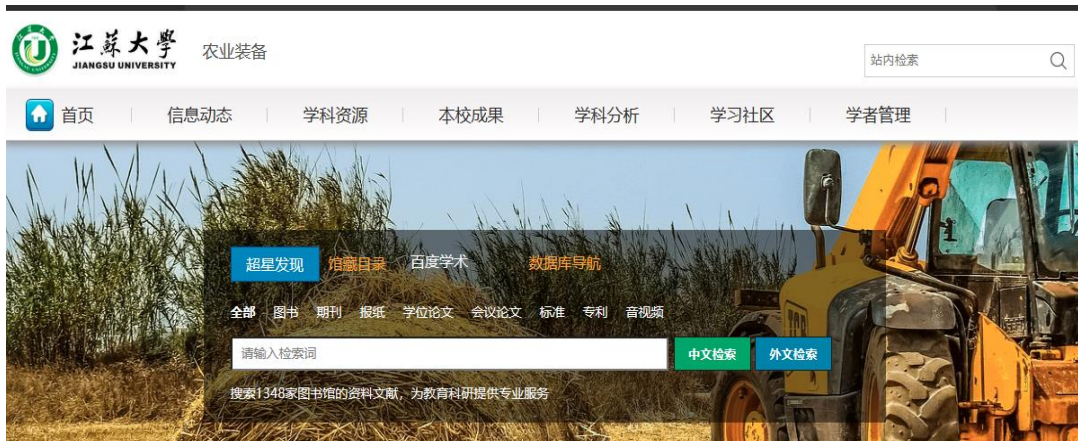 江苏大学
JIANGSU UNIVERSITY
农业装备
站内检索
首页 信息动态 学科资源 本校成果 学科分析 学习社区 学者管理
超星发现 馆藏目录 百度学术 数据库导航
全部 图书 期刊 报纸 学位论文 会议论文 标准 专利 音视频
请输入检索词 中文检索 外文检索
搜索1348家图书馆的资料文献，为教育科研提供专业服务